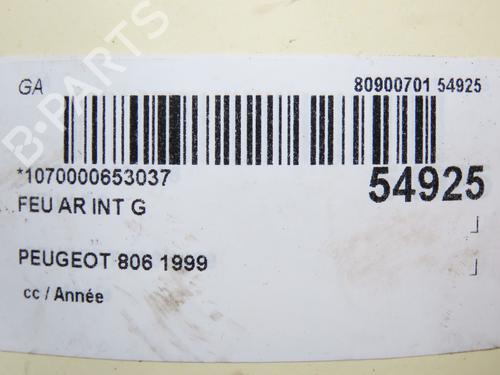 GA
80900701 54925
*1070000653037
54925
FEU AR INT G
PEUGEOT 806 1999
cc / Année
B-PARTS